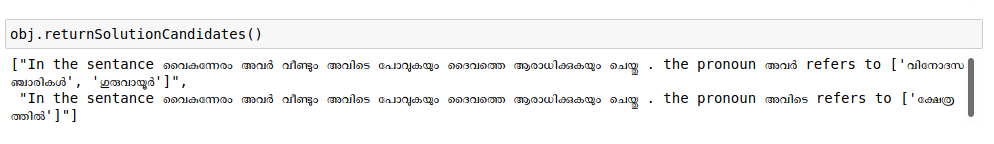 obj.returnSolutionCandidates()
["In the sentance വൈകുന്നേരം അവർ വീണ്ടും അവിടെ പോവുകയും ദൈവത്തെ ആരാധിക്കുകയും ചെയ്തു . the pronoun അവർ refers to ['വിനോദസ
ഞ്ചാരികൾ', 'ഗുരുവായൂർ']",
"In the sentance വൈകുന്നേരം അവർ വീണ്ടും അവിടെ പോവുകയും ദൈവത്തെ ആരാധിക്കുകയും ചെയ്തു . the pronoun അവിടെ refers to ['ക്ഷേത്ര
ത്തിൽ']"]